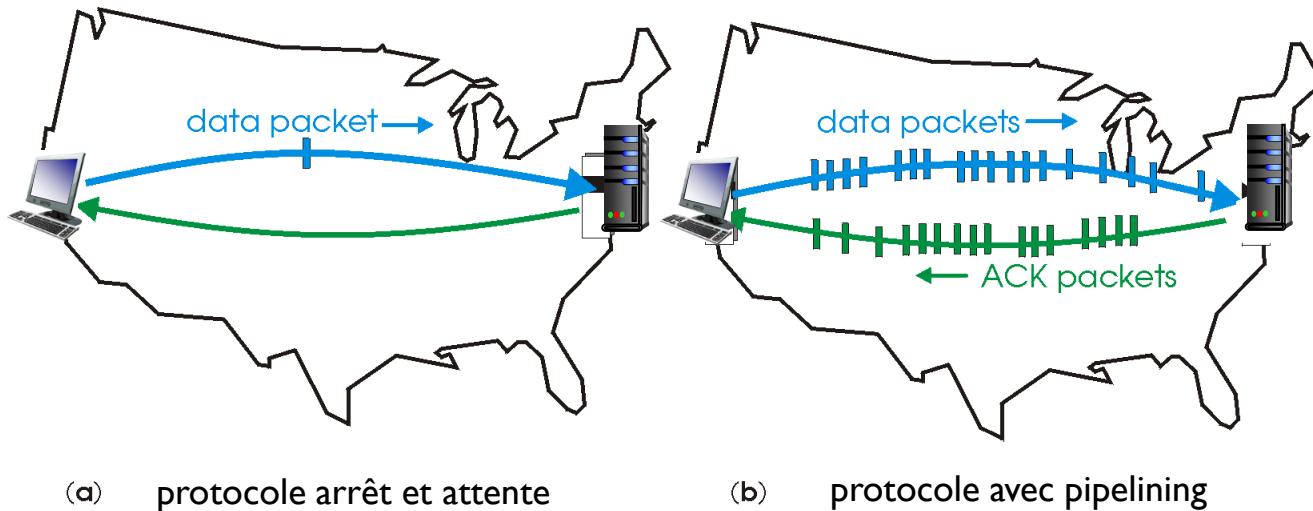 data packet
data packets
ACK packets
(a) protocole arrêt et attente
(b) protocole avec pipelining